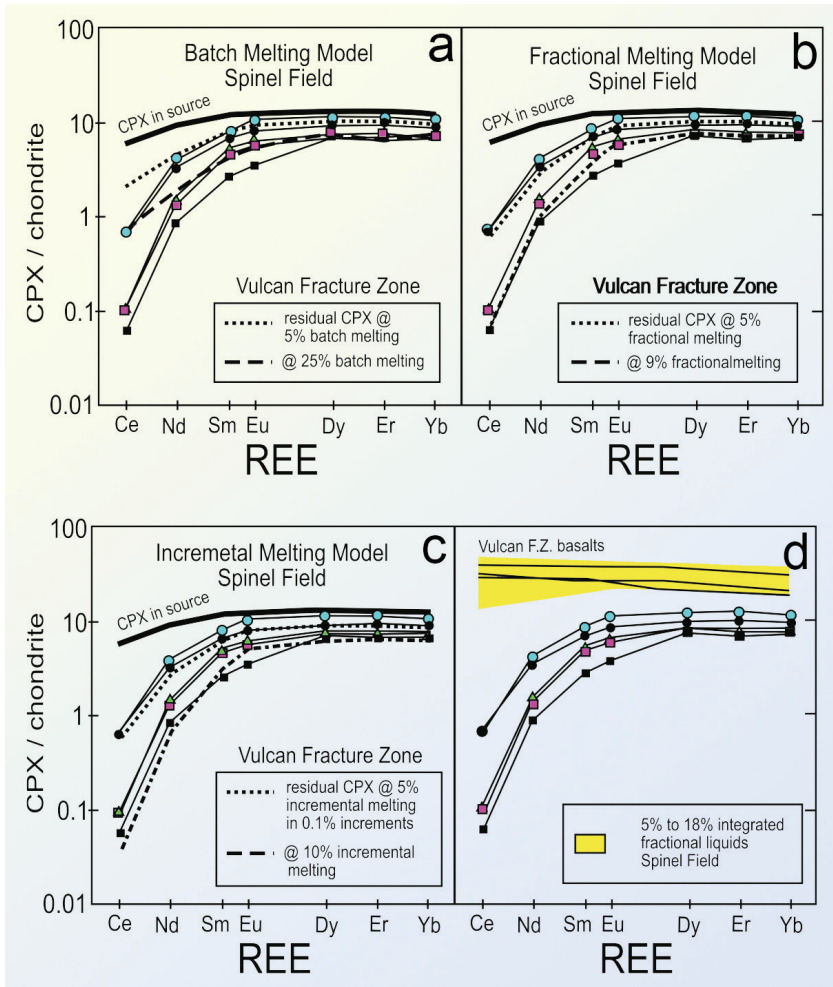 a
Batch Melting Model
Spinel Field
CPX in source
100
10
1
0.1
0.01
CPX / chondrite
Vulcan Fracture Zone
residual CPX @
5% batch melting
@ 25% batch melting
Ce Nd Sm Eu Dy Er Yb
REE
b
Fractional Melting Model
Spinel Field
CPX in source
Vulcan Fracture Zone
residual CPX @ 5%
fractional melting
@ 9% fractionalmelting
Ce Nd Sm Eu Dy Er Yb
REE
c
Incremetal Melting Model
Spinel Field
CPX in source
100
10
1
0.1
0.01
CPX / chondrite
Vulcan Fracture Zone
residual CPX @ 5%
incremental melting
in 0.1% increments
@ 10% incremental
melting
Ce Nd Sm Eu Dy Er Yb
REE
d
Vulcan F.Z. basalts
5% to 18% integrated
fractional liquids
Spinel Field
Ce Nd Sm Eu Dy Er Yb
REE